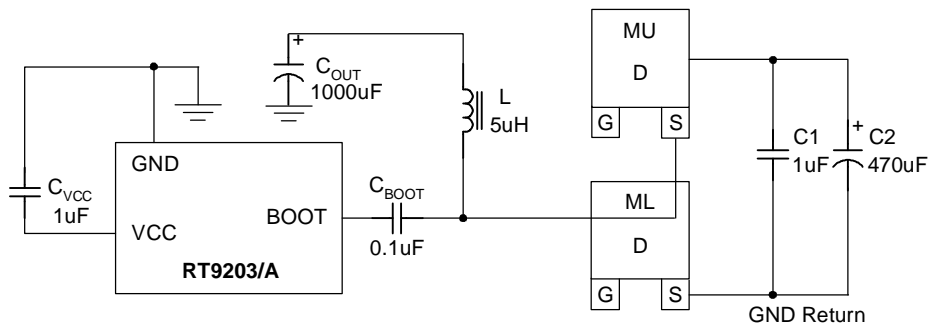 MU
D
G
S
+
C_OUT
1000uF
L
5uH
C1
1uF
+
C2
470uF
GND
C_VCC
1uF
C_BOOT
0.1uF
BOOT
VCC
RT9203/A
ML
D
G
S
GND Return